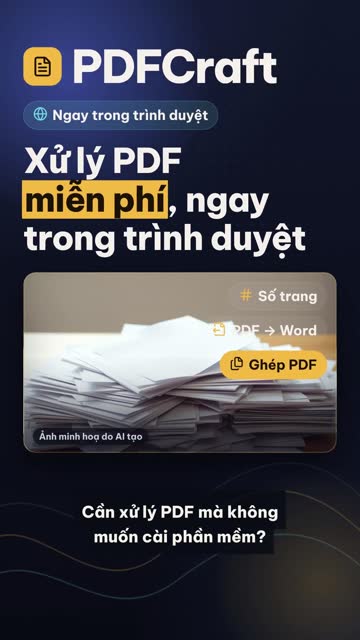 PDFCraft
Ngay trong trình duyệt
Xử lý PDF
miễn phí, ngay
trong trình duyệt
# Số trang
PDF → Word
Ghép PDF
Ảnh minh hoạ do AI tạo
Cần xử lý PDF mà không
muốn cài phần mềm?